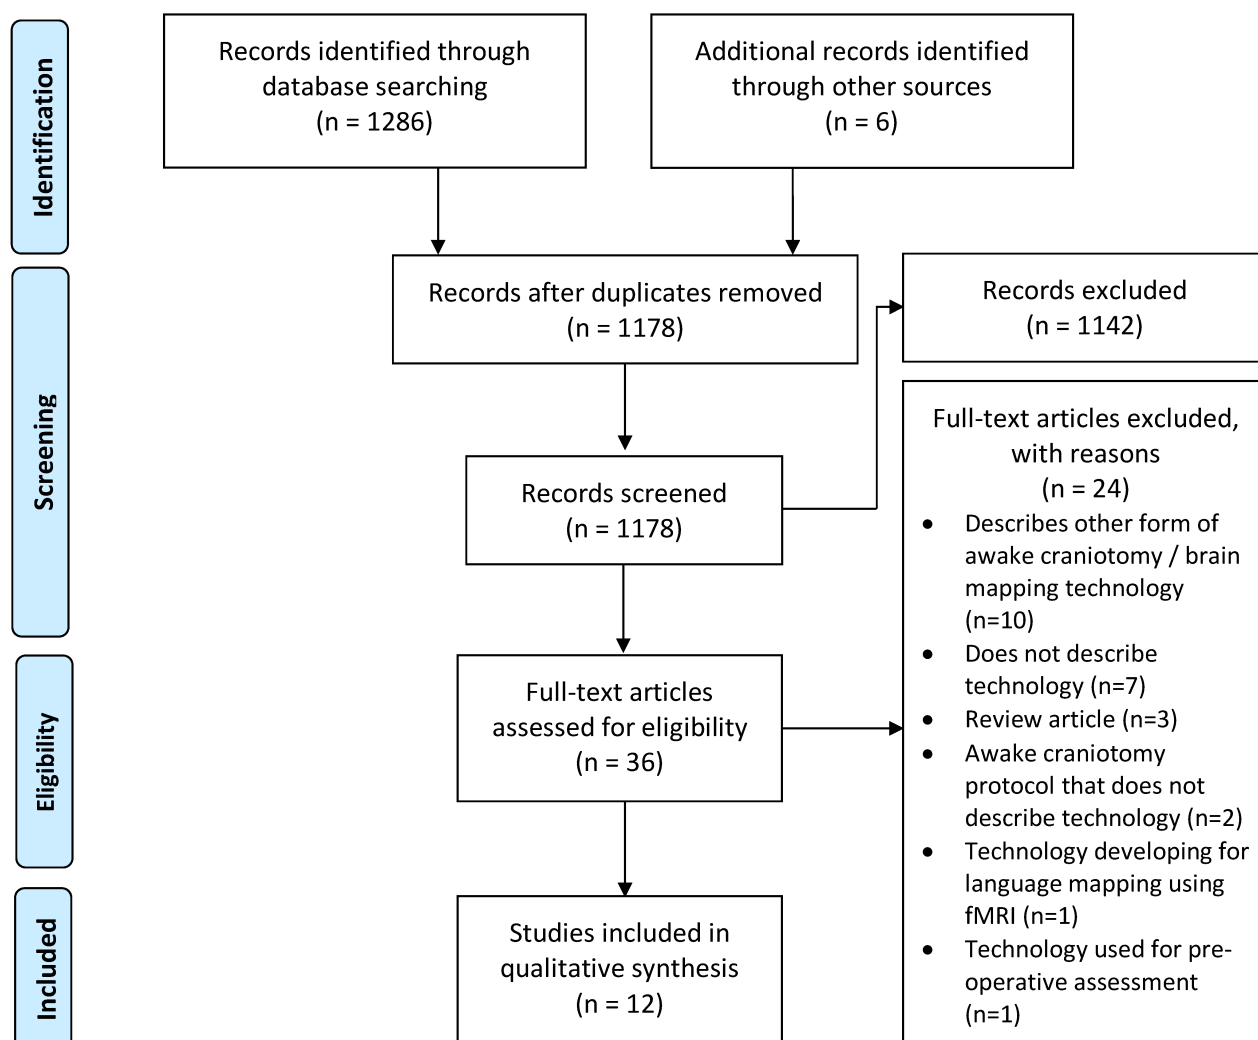 Identification
Records identified through
database searching
(n = 1286)
Additional records identified
through other sources
(n = 6)
Screening
Records after duplicates removed
(n = 1178)
Records excluded
(n = 1142)
Records screened
(n = 1178)
Full-text articles excluded,
with reasons
(n = 24)
• Describes other form of
awake craniotomy / brain
mapping technology
(n=10)
• Does not describe
technology (n=7)
• Review article (n=3)
• Awake craniotomy
protocol that does not
describe technology (n=2)
• Technology developing for
language mapping using
fMRI (n=1)
• Technology used for pre-
operative assessment
(n=1)
Eligibility
Full-text articles
assessed for eligibility
(n = 36)
Included
Studies included in
qualitative synthesis
(n = 12)